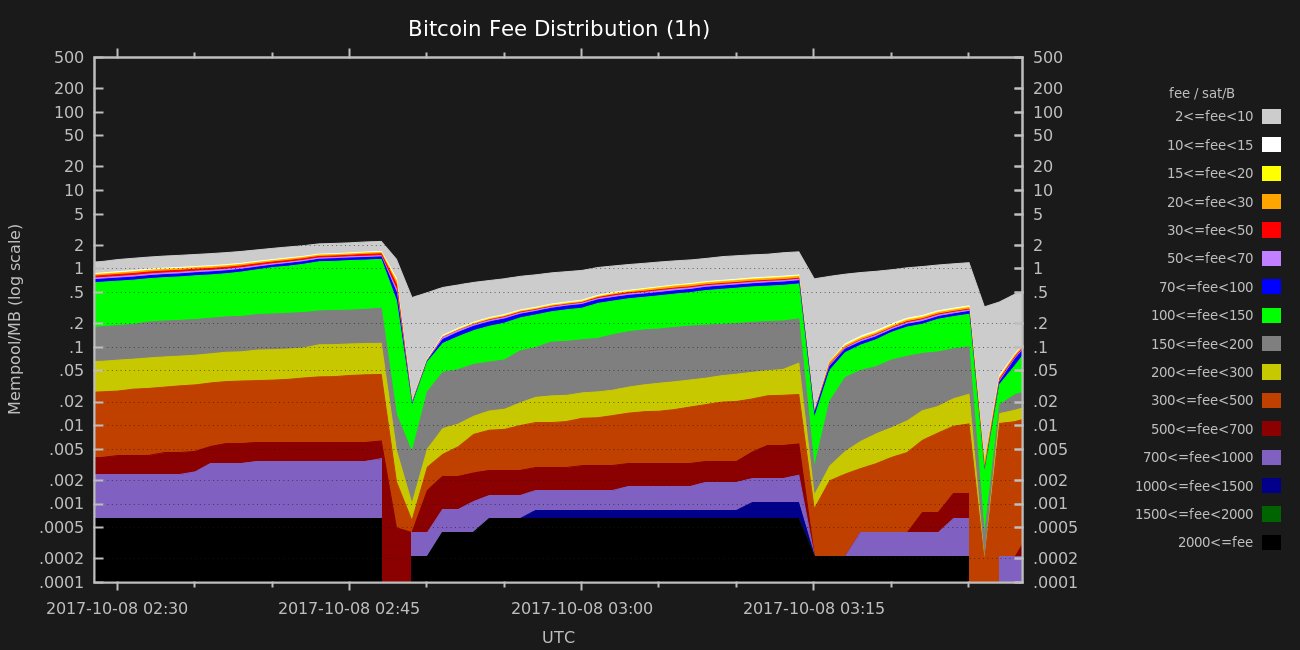 Bitcoin Fee Distribution (1h)
500 500
200 200
100 100
50 50
20 20
10 10
5 5
2 2
1 1
.5 .5
.2 .2
.1 .1
.05 .05
.02 .02
.01 .01
.005 .005
.002 .002
.001 .001
.0005 .0005
.0002 .0002
.0001 .0001
Mempool/MB (log scale)
2017-10-08 02:30 2017-10-08 02:45 2017-10-08 03:00 2017-10-08 03:15
UTC
fee / sat/B
2<=fee<10
10<=fee<15
15<=fee<20
20<=fee<30
30<=fee<50
50<=fee<70
70<=fee<100
100<=fee<150
150<=fee<200
200<=fee<300
300<=fee<500
500<=fee<700
700<=fee<1000
1000<=fee<1500
1500<=fee<2000
2000<=fee